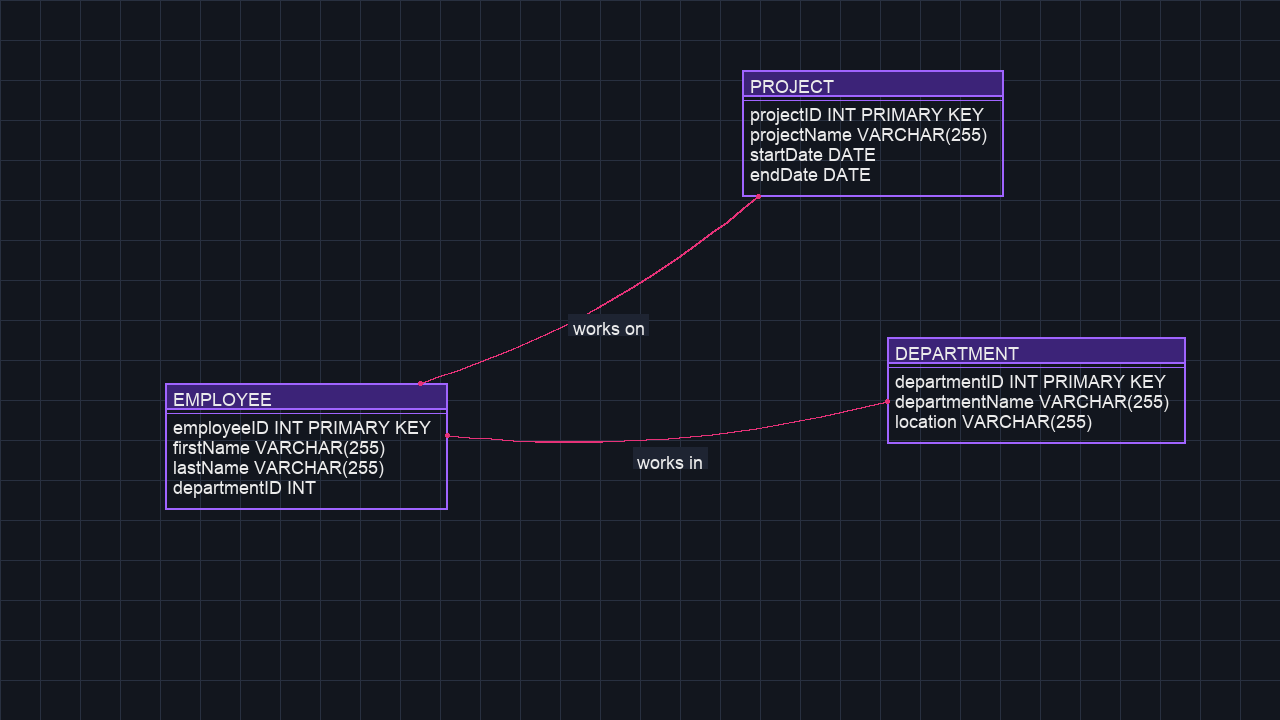 PROJECT
projectID INT PRIMARY KEY
projectName VARCHAR(255)
startDate DATE
endDate DATE
works on
DEPARTMENT
departmentID INT PRIMARY KEY
departmentName VARCHAR(255)
location VARCHAR(255)
EMPLOYEE
employeeID INT PRIMARY KEY
firstName VARCHAR(255)
lastName VARCHAR(255)
departmentID INT
works in